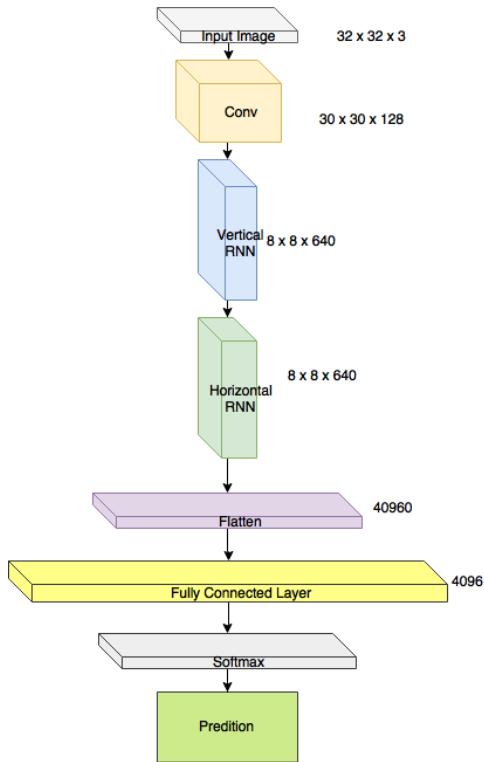 Input Image
32 x 32 x 3
Conv
30 x 30 x 128
Vertical
RNN
8 x 8 x 640
8 x 8 x 640
Horizontal
RNN
40960
Flatten
4096
Fully Connected Layer
Softmax
Predition